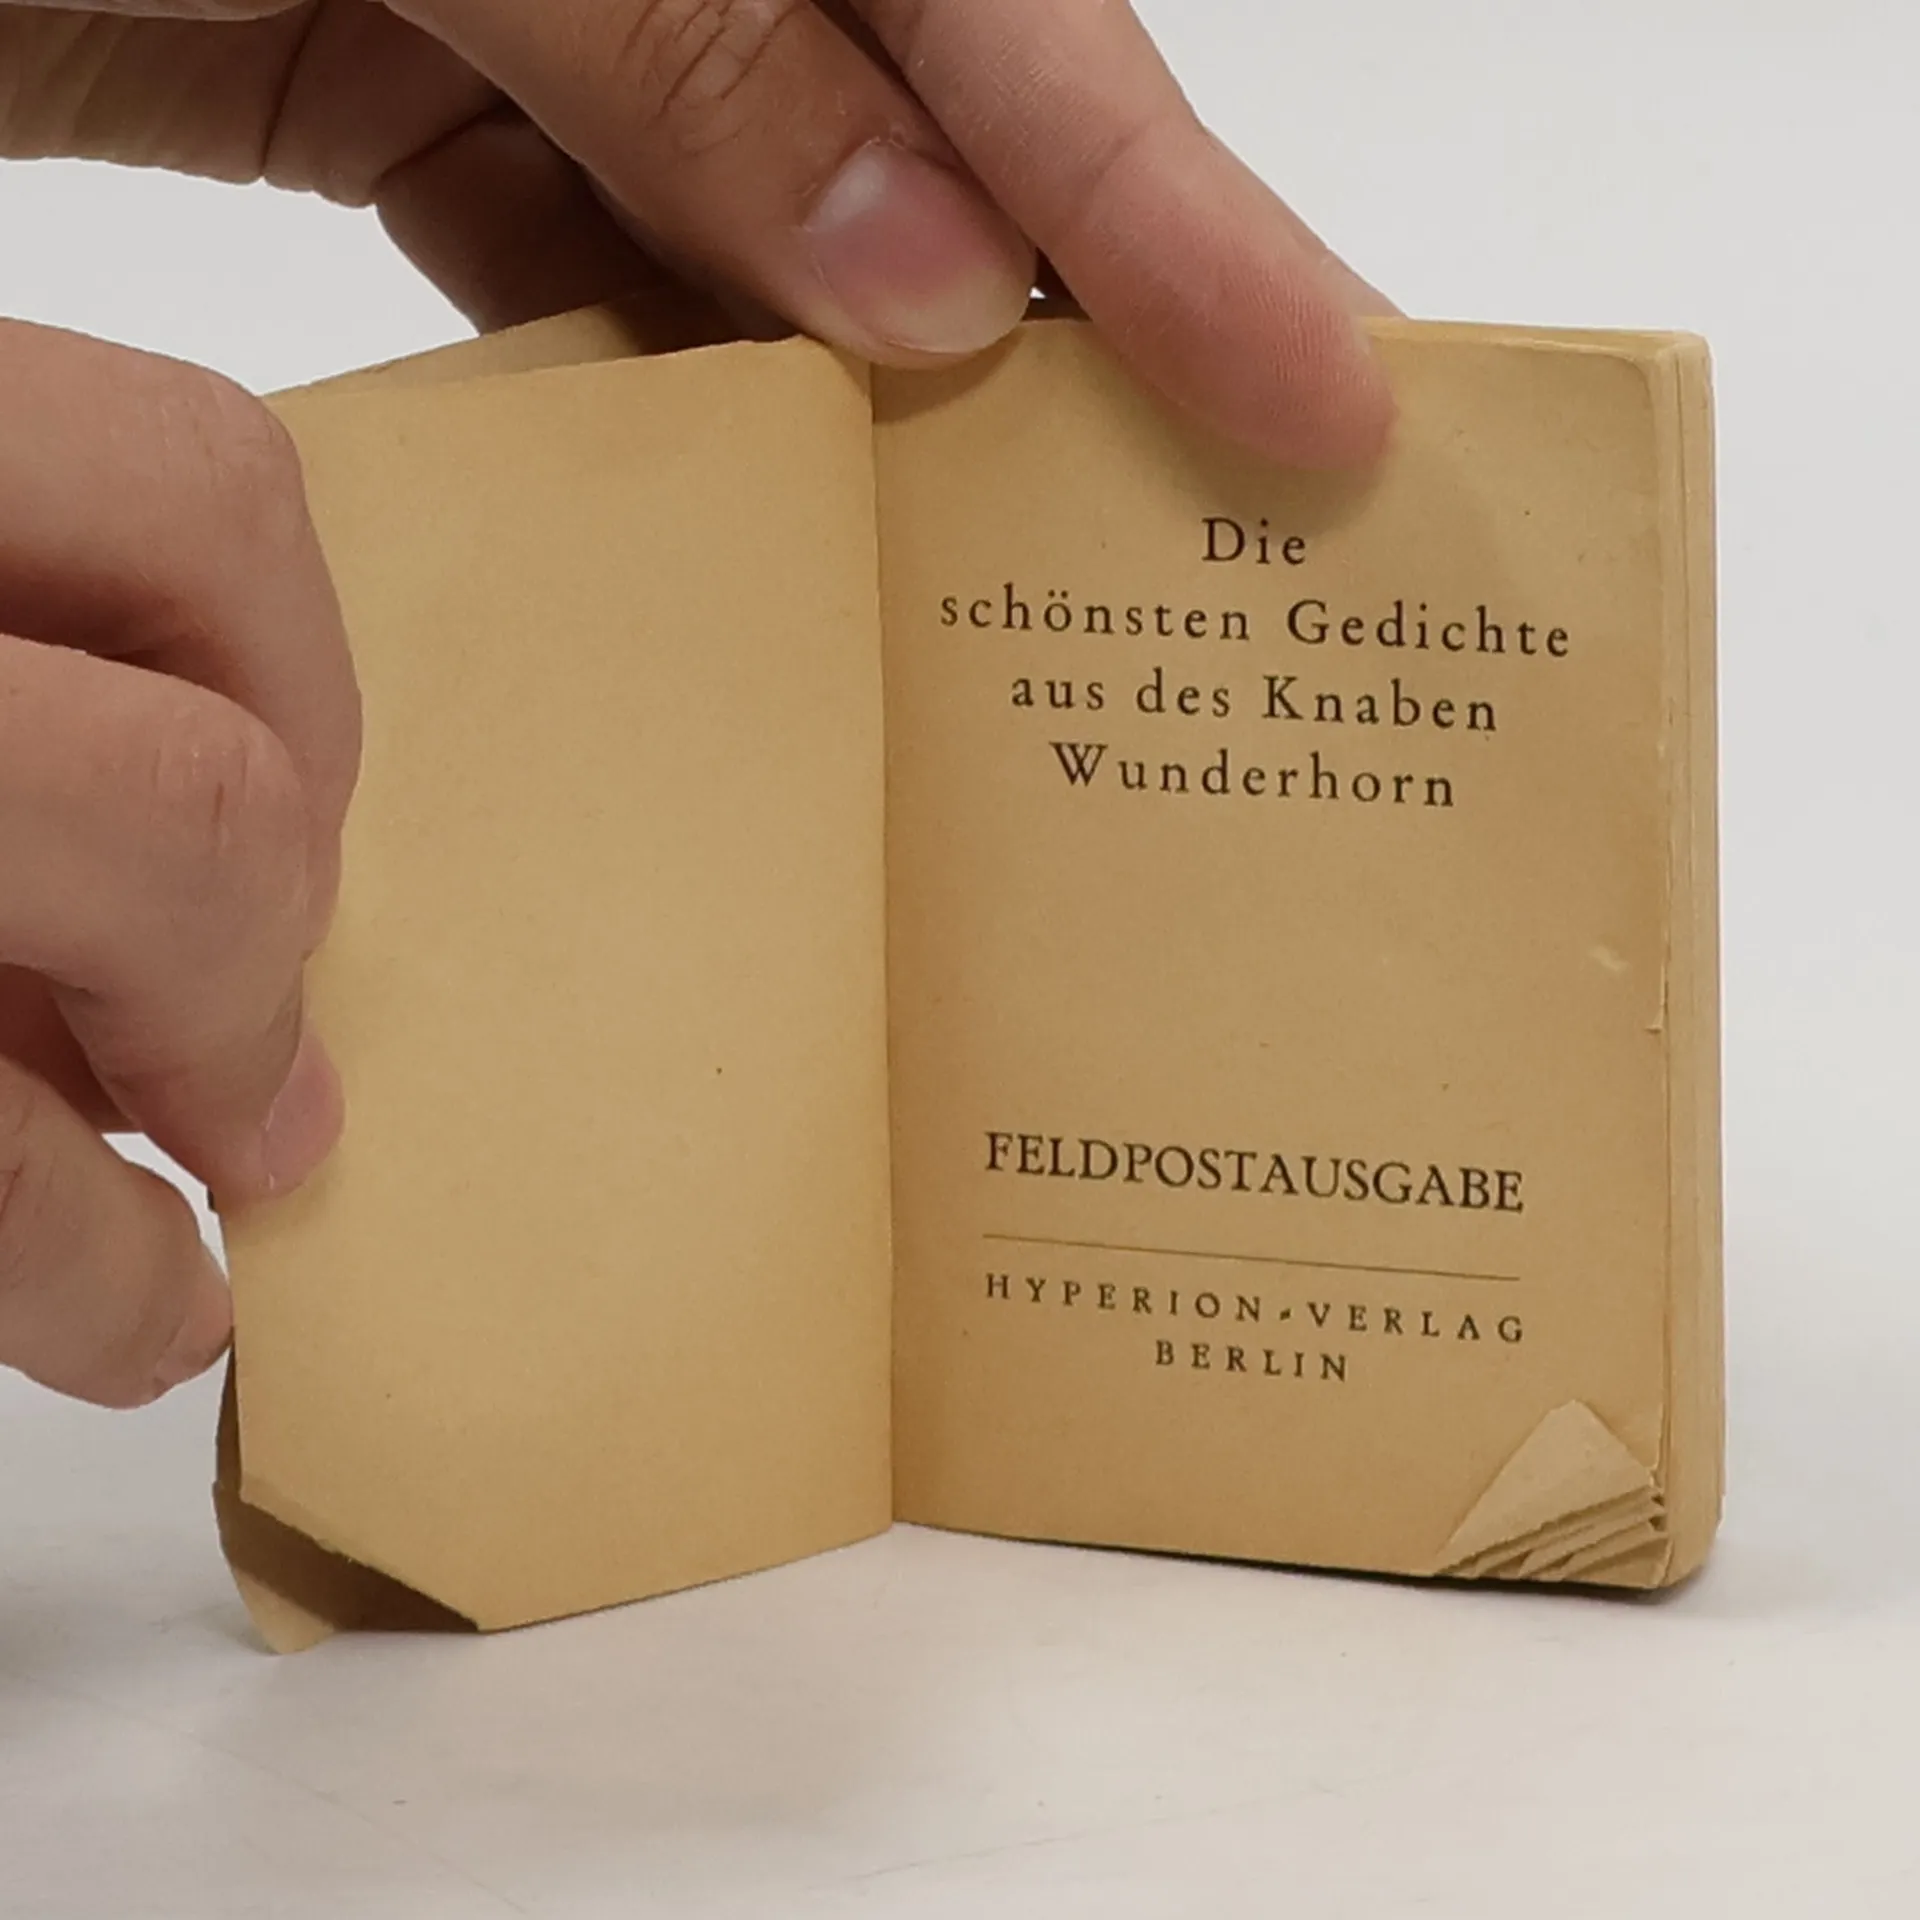 Die
schönsten Gedichte
aus des Knaben
Wunderhorn
FELDPOSTAUSGABE
HYPERION-VERLAG
BERLIN